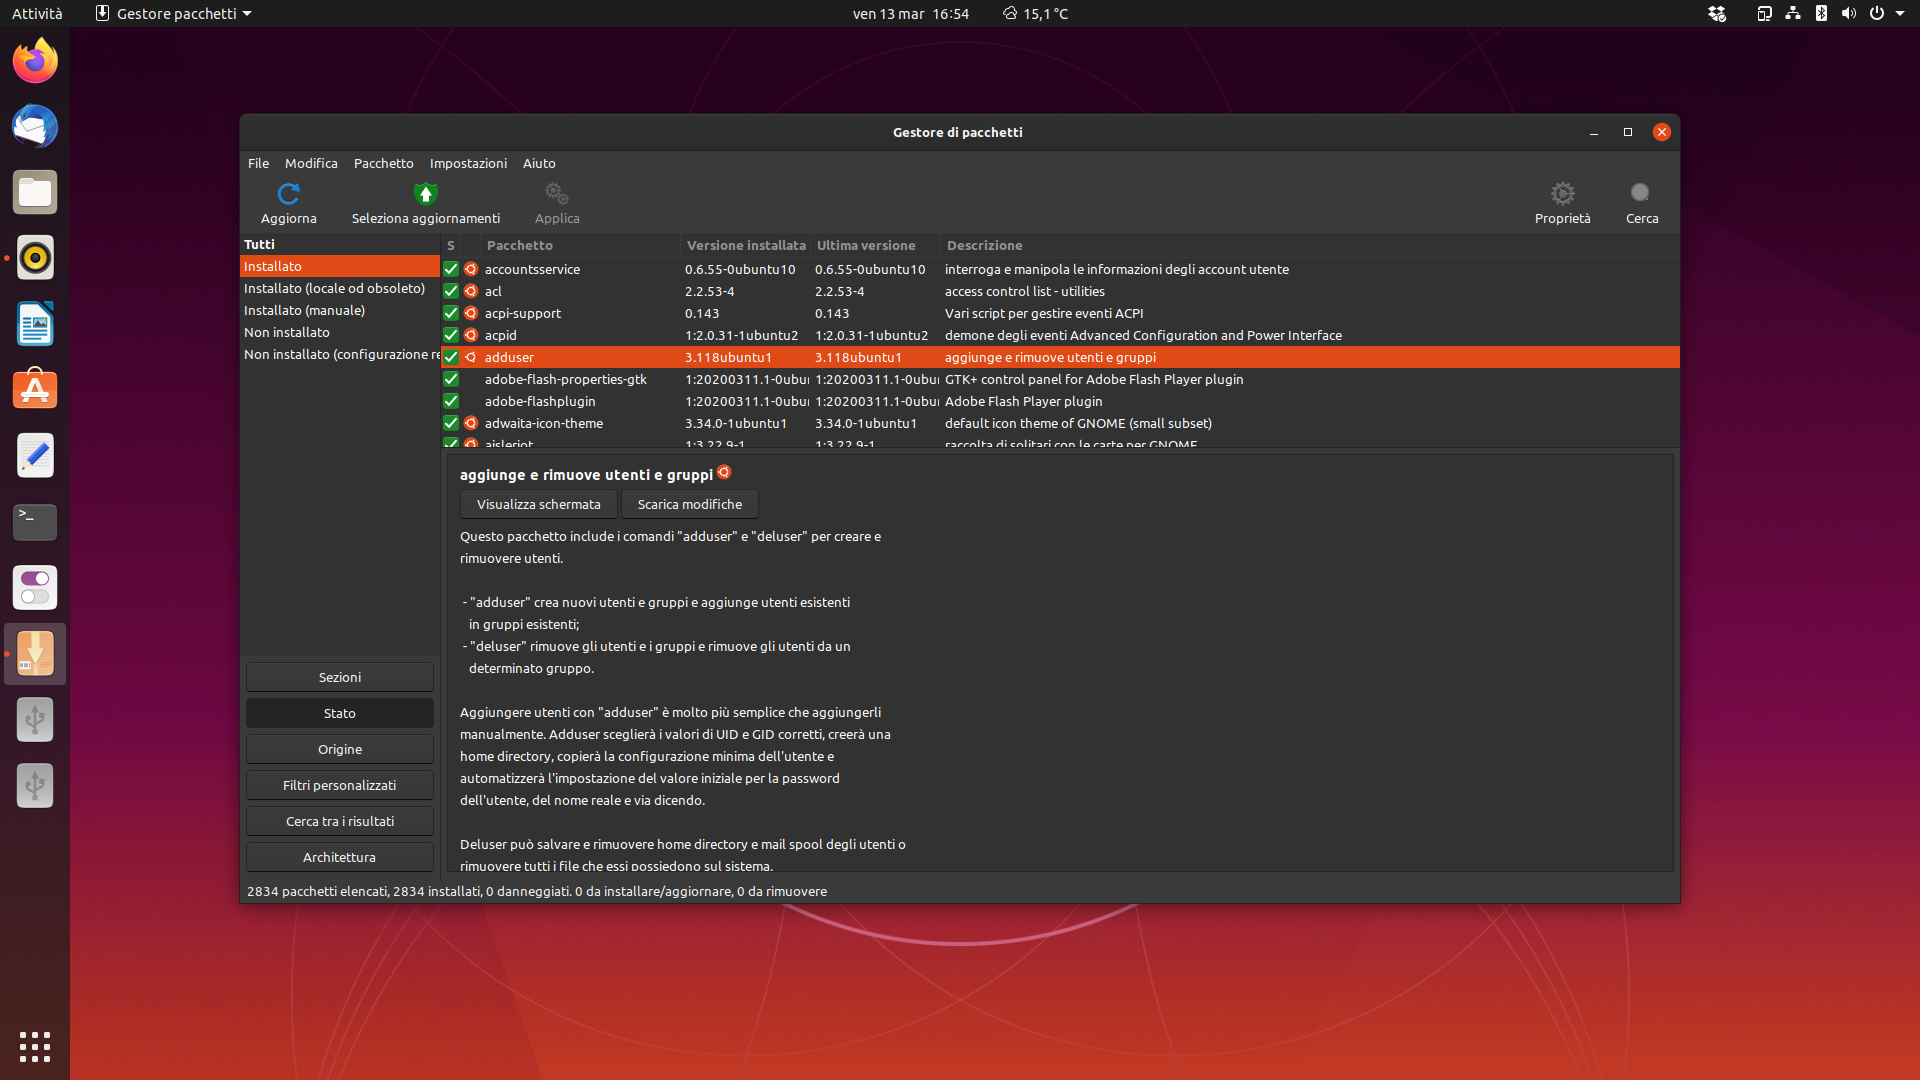 Attività
Gestore pacchetti
ven 13 mar 16:54
15,1 °C
Gestore di pacchetti
File Modifica Pacchetto Impostazioni Aiuto
Aggiorna Seleziona aggiornamenti Applica Proprietà Cerca
Tutti
Installato
Installato (locale od obsoleto)
Installato (manuale)
Non installato
Non installato (configurazione re
S Pacchetto Versione installata Ultima versione Descrizione
accountsservice 0.6.55-0ubuntu10 0.6.55-0ubuntu10 interroga e manipola le informazioni degli account utente
acl 2.2.53-4 2.2.53-4 access control list - utilities
acpi-support 0.143 0.143 Vari script per gestire eventi ACPI
acpid 1:2.0.31-1ubuntu2 1:2.0.31-1ubuntu2 demone degli eventi Advanced Configuration and Power Interface
adduser 3.118ubuntu1 3.118ubuntu1 aggiunge e rimuove utenti e gruppi
adobe-flash-properties-gtk 1:20200311.1-0ubu 1:20200311.1-0ubu GTK+ control panel for Adobe Flash Player plugin
adobe-flashplugin 1:20200311.1-0ubu 1:20200311.1-0ubu Adobe Flash Player plugin
adwaita-icon-theme 3.34.0-1ubuntu1 3.34.0-1ubuntu1 default icon theme of GNOME (small subset)
aisleriot 1:3.22.9-1 1:3.22.9-1 raccolta di solitari con le carte per GNOME
aggiunge e rimuove utenti e gruppi
Visualizza schermata Scarica modifiche
Questo pacchetto include i comandi "adduser" e "deluser" per creare e
rimuovere utenti.
- "adduser" crea nuovi utenti e gruppi e aggiunge utenti esistenti
in gruppi esistenti;
- "deluser" rimuove gli utenti e i gruppi e rimuove gli utenti da un
determinato gruppo.
Aggiungere utenti con "adduser" è molto più semplice che aggiungerli
manualmente. Adduser sceglierà i valori di UID e GID corretti, creerà una
home directory, copierà la configurazione minima dell'utente e
automatizzerà l'impostazione del valore iniziale per la password
dell'utente, del nome reale e via dicendo.
Deluser può salvare e rimuovere home directory e mail spool degli utenti o
rimuovere tutti i file che essi possiedono sul sistema.
Sezioni
Stato
Origine
Filtri personalizzati
Cerca tra i risultati
Architettura
2834 pacchetti elencati, 2834 installati, 0 danneggiati. 0 da installare/aggiornare, 0 da rimuovere